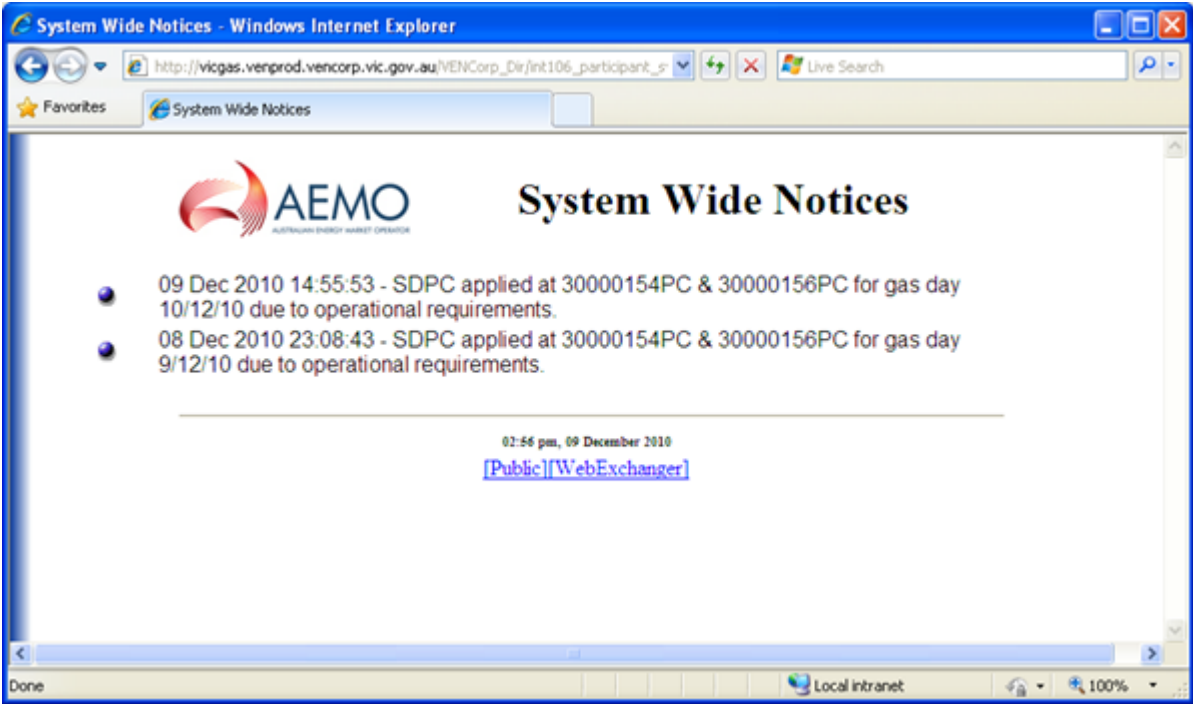 System Wide Notices - Windows Internet Explorer
http://vicgas.venprod.vencorp.vic.gov.au/VENCorp_Dir/int106_participant_s
Live Search
Favorites
System Wide Notices
AEMO
AUSTRALIAN ENERGY MARKET OPERATOR
System Wide Notices
09 Dec 2010 14:55:53 - SDPC applied at 30000154PC & 30000156PC for gas day
10/12/10 due to operational requirements.
08 Dec 2010 23:08:43 - SDPC applied at 30000154PC & 30000156PC for gas day
9/12/10 due to operational requirements.
02:56 pm, 09 December 2010
[Public][WebExchanger]
Done
Local intranet
100%